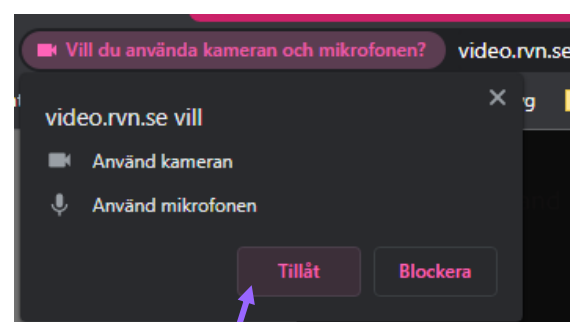 Vill du använda kameran och mikrofonen? video.rvn.se
video.rvn.se vill
Använd kameran
Använd mikrofonen
Tillåt Blockera